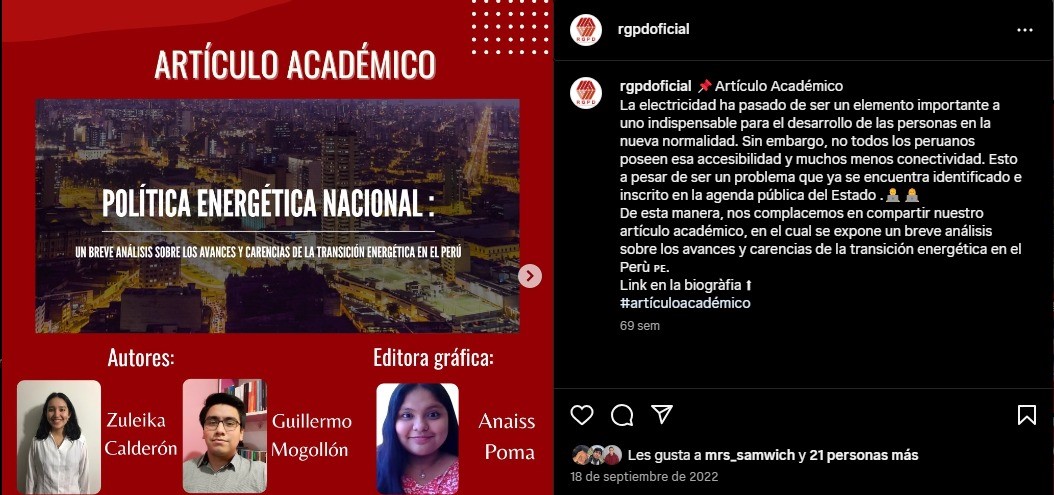 ARTÍCULO ACADÉMICO
POLÍTICA ENERGÉTICA NACIONAL :
UN BREVE ANÁLISIS SOBRE LOS AVANCES Y CARENCIAS DE LA TRANSICIÓN ENERGÉTICA EN EL PERÚ
Autores:
Editora gráfica:
Zuleika
Calderón
Guillermo
Mogollón
Anaiss
Poma
RGPD
rgpdoficial
RGPD
rgpdoficial 📌 Artículo Académico
La electricidad ha pasado de ser un elemento importante a
uno indispensable para el desarrollo de las personas en la
nueva normalidad. Sin embargo, no todos los peruanos
poseen esa accesibilidad y muchos menos conectividad. Esto
a pesar de ser un problema que ya se encuentra identificado e
inscrito en la agenda pública del Estado .👨‍💻👩‍💻
De esta manera, nos complacemos en compartir nuestro
artículo académico, en el cual se expone un breve análisis
sobre los avances y carencias de la transición energética en el
Perù ᴘᴇ.
Link en la biogràfia ⬆
#artículoacadémico
69 sem
Les gusta a mrs_samwich y 21 personas más
18 de septiembre de 2022